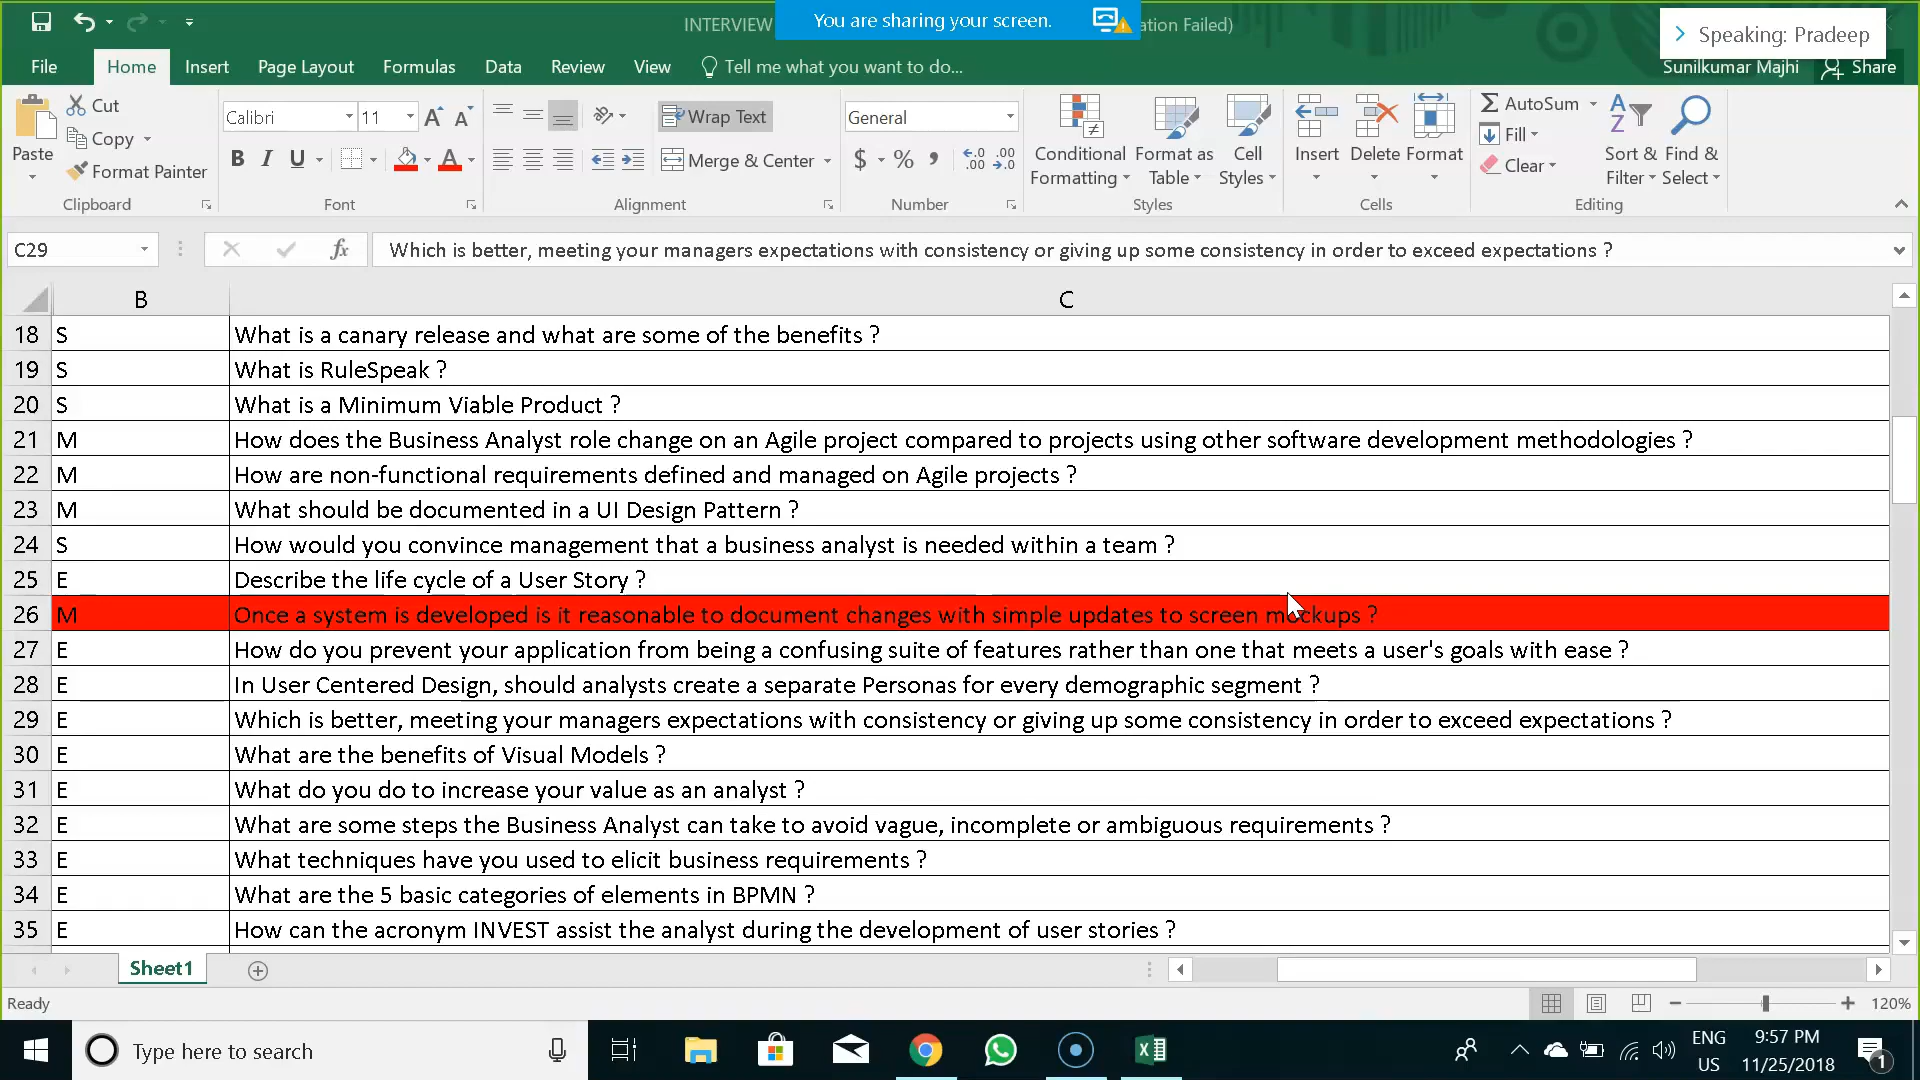 INTERVIEW
You are sharing your screen.
ation Failed)
Speaking: Pradeep
File
Home
Insert
Page Layout
Formulas
Data
Review
View
Tell me what you want to do...
Sunilkumar Majhi
Share
Paste
Cut
Copy
Format Painter
Clipboard
Calibri
11
B I U
Font
Wrap Text
Merge & Center
Alignment
General
$ % ,
Number
Conditional Formatting
Format as Table
Cell Styles
Styles
Insert
Delete
Format
Cells
AutoSum
Fill
Clear
Sort & Filter
Find & Select
Editing
C29
fx
Which is better, meeting your managers expectations with consistency or giving up some consistency in order to exceed expectations ?
B C
18 S What is a canary release and what are some of the benefits ?
19 S What is RuleSpeak ?
20 S What is a Minimum Viable Product ?
21 M How does the Business Analyst role change on an Agile project compared to projects using other software development methodologies ?
22 M How are non-functional requirements defined and managed on Agile projects ?
23 M What should be documented in a UI Design Pattern ?
24 S How would you convince management that a business analyst is needed within a team ?
25 E Describe the life cycle of a User Story ?
26 M Once a system is developed is it reasonable to document changes with simple updates to screen mockups ?
27 E How do you prevent your application from being a confusing suite of features rather than one that meets a user's goals with ease ?
28 E In User Centered Design, should analysts create a separate Personas for every demographic segment ?
29 E Which is better, meeting your managers expectations with consistency or giving up some consistency in order to exceed expectations ?
30 E What are the benefits of Visual Models ?
31 E What do you do to increase your value as an analyst ?
32 E What are some steps the Business Analyst can take to avoid vague, incomplete or ambiguous requirements ?
33 E What techniques have you used to elicit business requirements ?
34 E What are the 5 basic categories of elements in BPMN ?
35 E How can the acronym INVEST assist the analyst during the development of user stories ?
Sheet1
Ready
120%
Type here to search
ENG
US
9:57 PM
11/25/2018
1